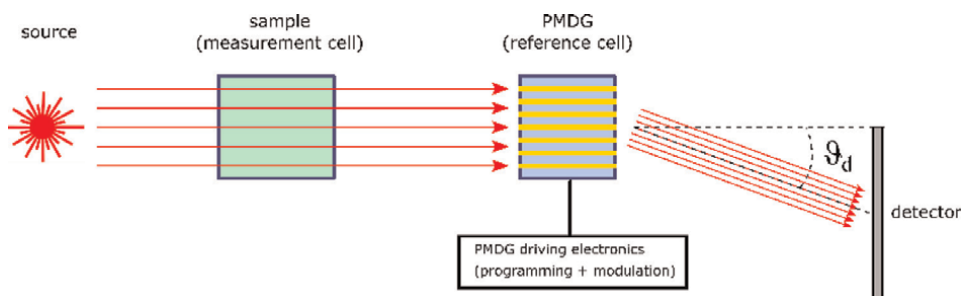 source
sample
(measurement cell)
PMDG
(reference cell)
ϑd
detector
PMDG driving electronics
(programming + modulation)